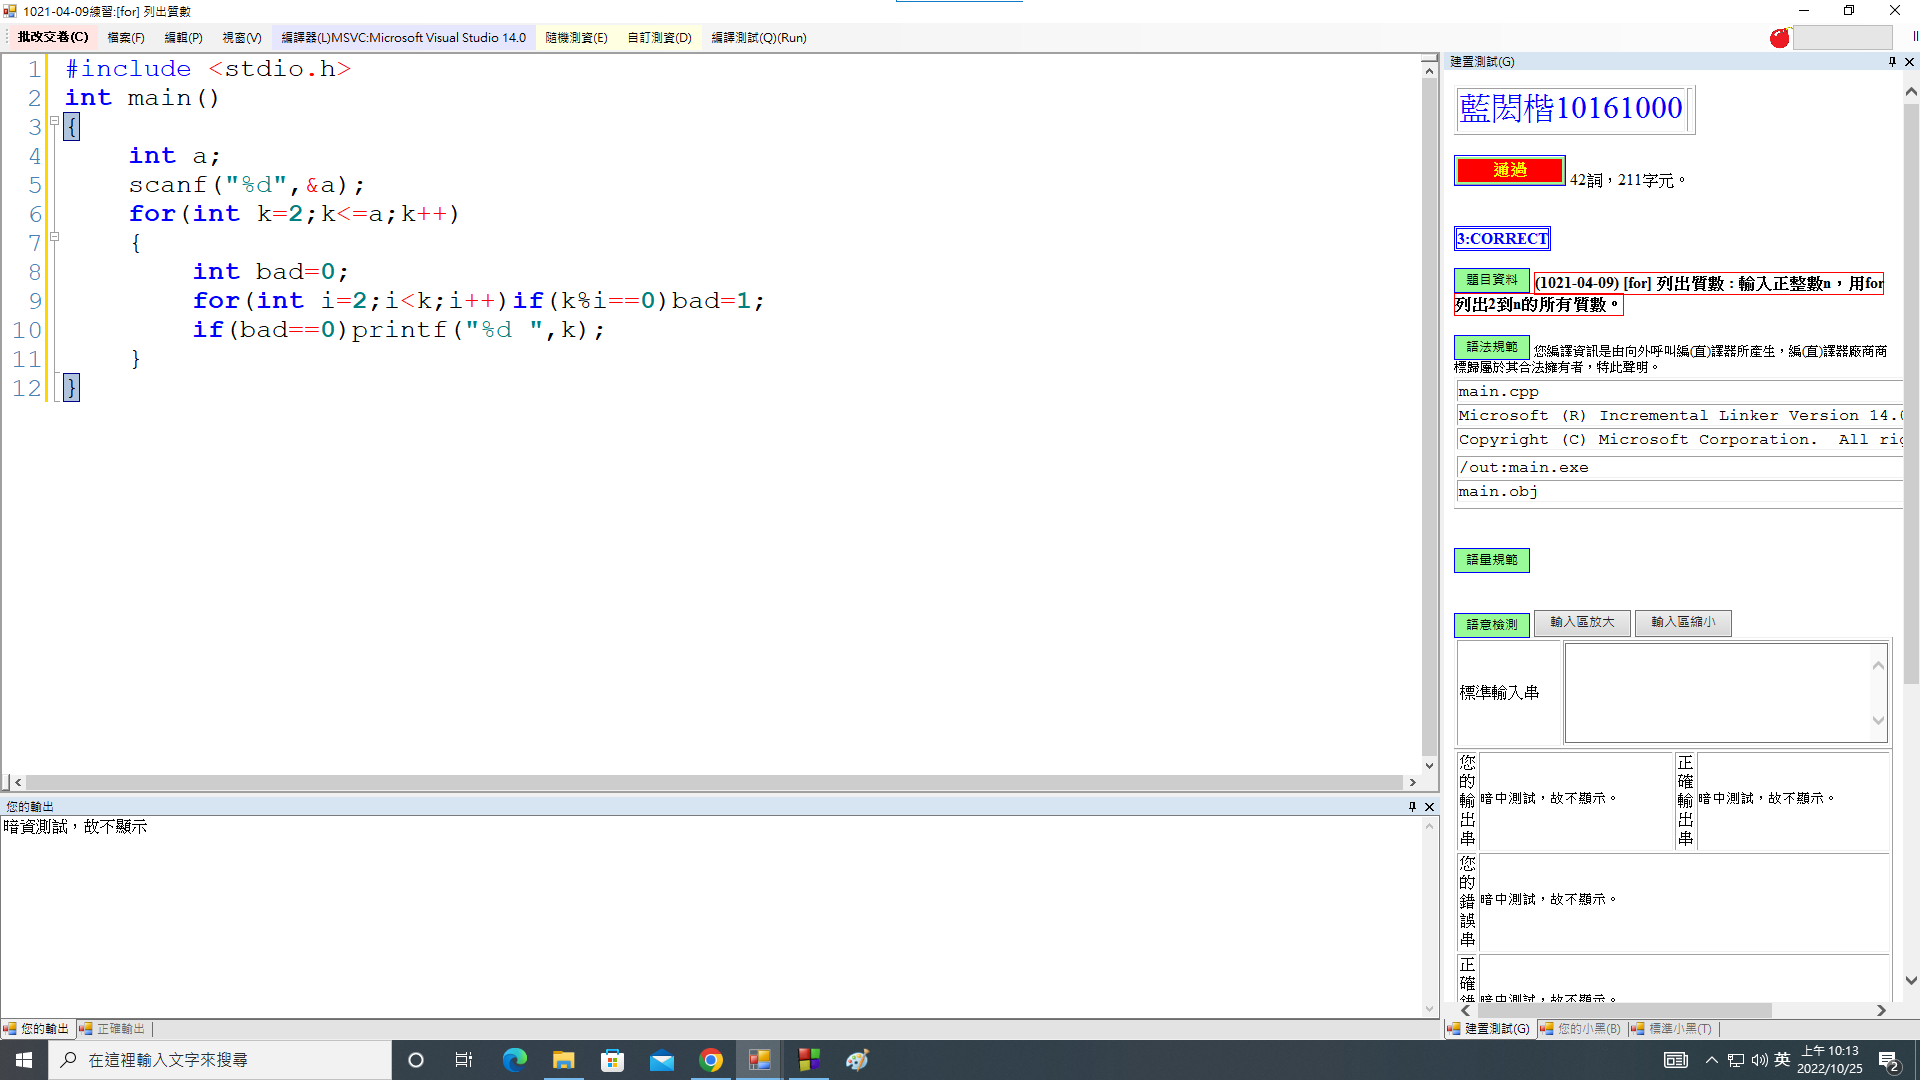 1021-04-09練習:[for] 列出質數
批改交卷(C) 檔案(F) 編輯(P) 視窗(V) 編譯器(L)MSVC:Microsoft Visual Studio 14.0 隨機測資(E) 自訂測資(D) 編譯測試(Q)(Run)
1 #include <stdio.h>
2 int main()
3 {
4 int a;
5 scanf("%d",&a);
6 for(int k=2;k<=a;k++)
7 {
8 int bad=0;
9 for(int i=2;i<k;i++)if(k%i==0)bad=1;
10 if(bad==0)printf("%d ",k);
11 }
12 }
您的輸出
暗資測試，故不顯示
您的輸出 正確輸出
建置測試(G)
藍閎楷10161000
通過 42詞，211字元。
3:CORRECT
題目資料 (1021-04-09) [for] 列出質數 : 輸入正整數n，用for
列出2到n的所有質數。
語法規範 您編譯資訊是由向外呼叫編(直)譯器所產生，編(直)譯器廠商商
標歸屬於其合法擁有者，特此聲明。
main.cpp
Microsoft (R) Incremental Linker Version 14.0
Copyright (C) Microsoft Corporation.  All rig
/out:main.exe
main.obj
語量規範
語意檢測 輸入區放大 輸入區縮小
標準輸入串
您的輸出串 暗中測試，故不顯示。 正確輸出串 暗中測試，故不顯示。
您的錯誤串 暗中測試，故不顯示。
正確錯 暗中測試，故不顯示。
建置測試(G) 您的小黑(B) 標準小黑(T)
在這裡輸入文字來搜尋
英 上午 10:13
2022/10/25 2